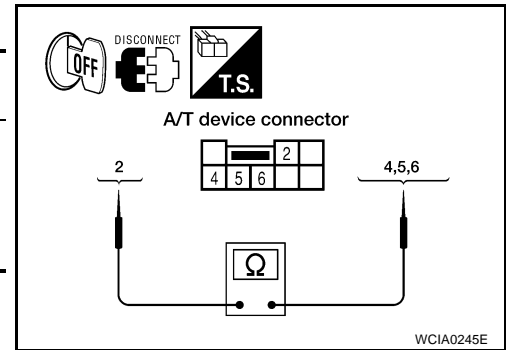 OFF
DISCONNECT
T.S.
A/T device connector
2
2
4,5,6
4 5 6
Ω
WCIA0245E